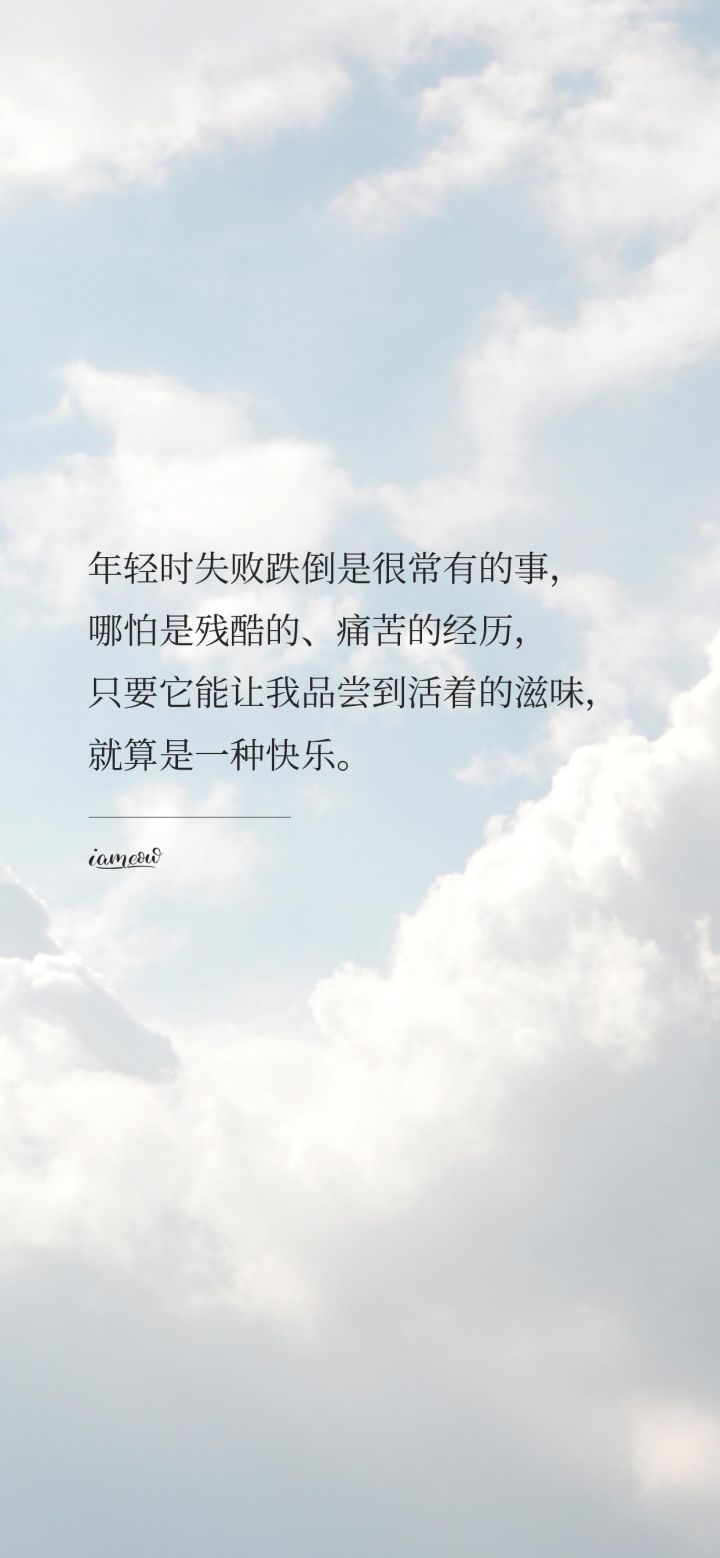 年轻时失败跌倒是很常有的事,
哪怕是残酷的、痛苦的经历,
只要它能让我品尝到活着的滋味,
就算是一种快乐。
iameow